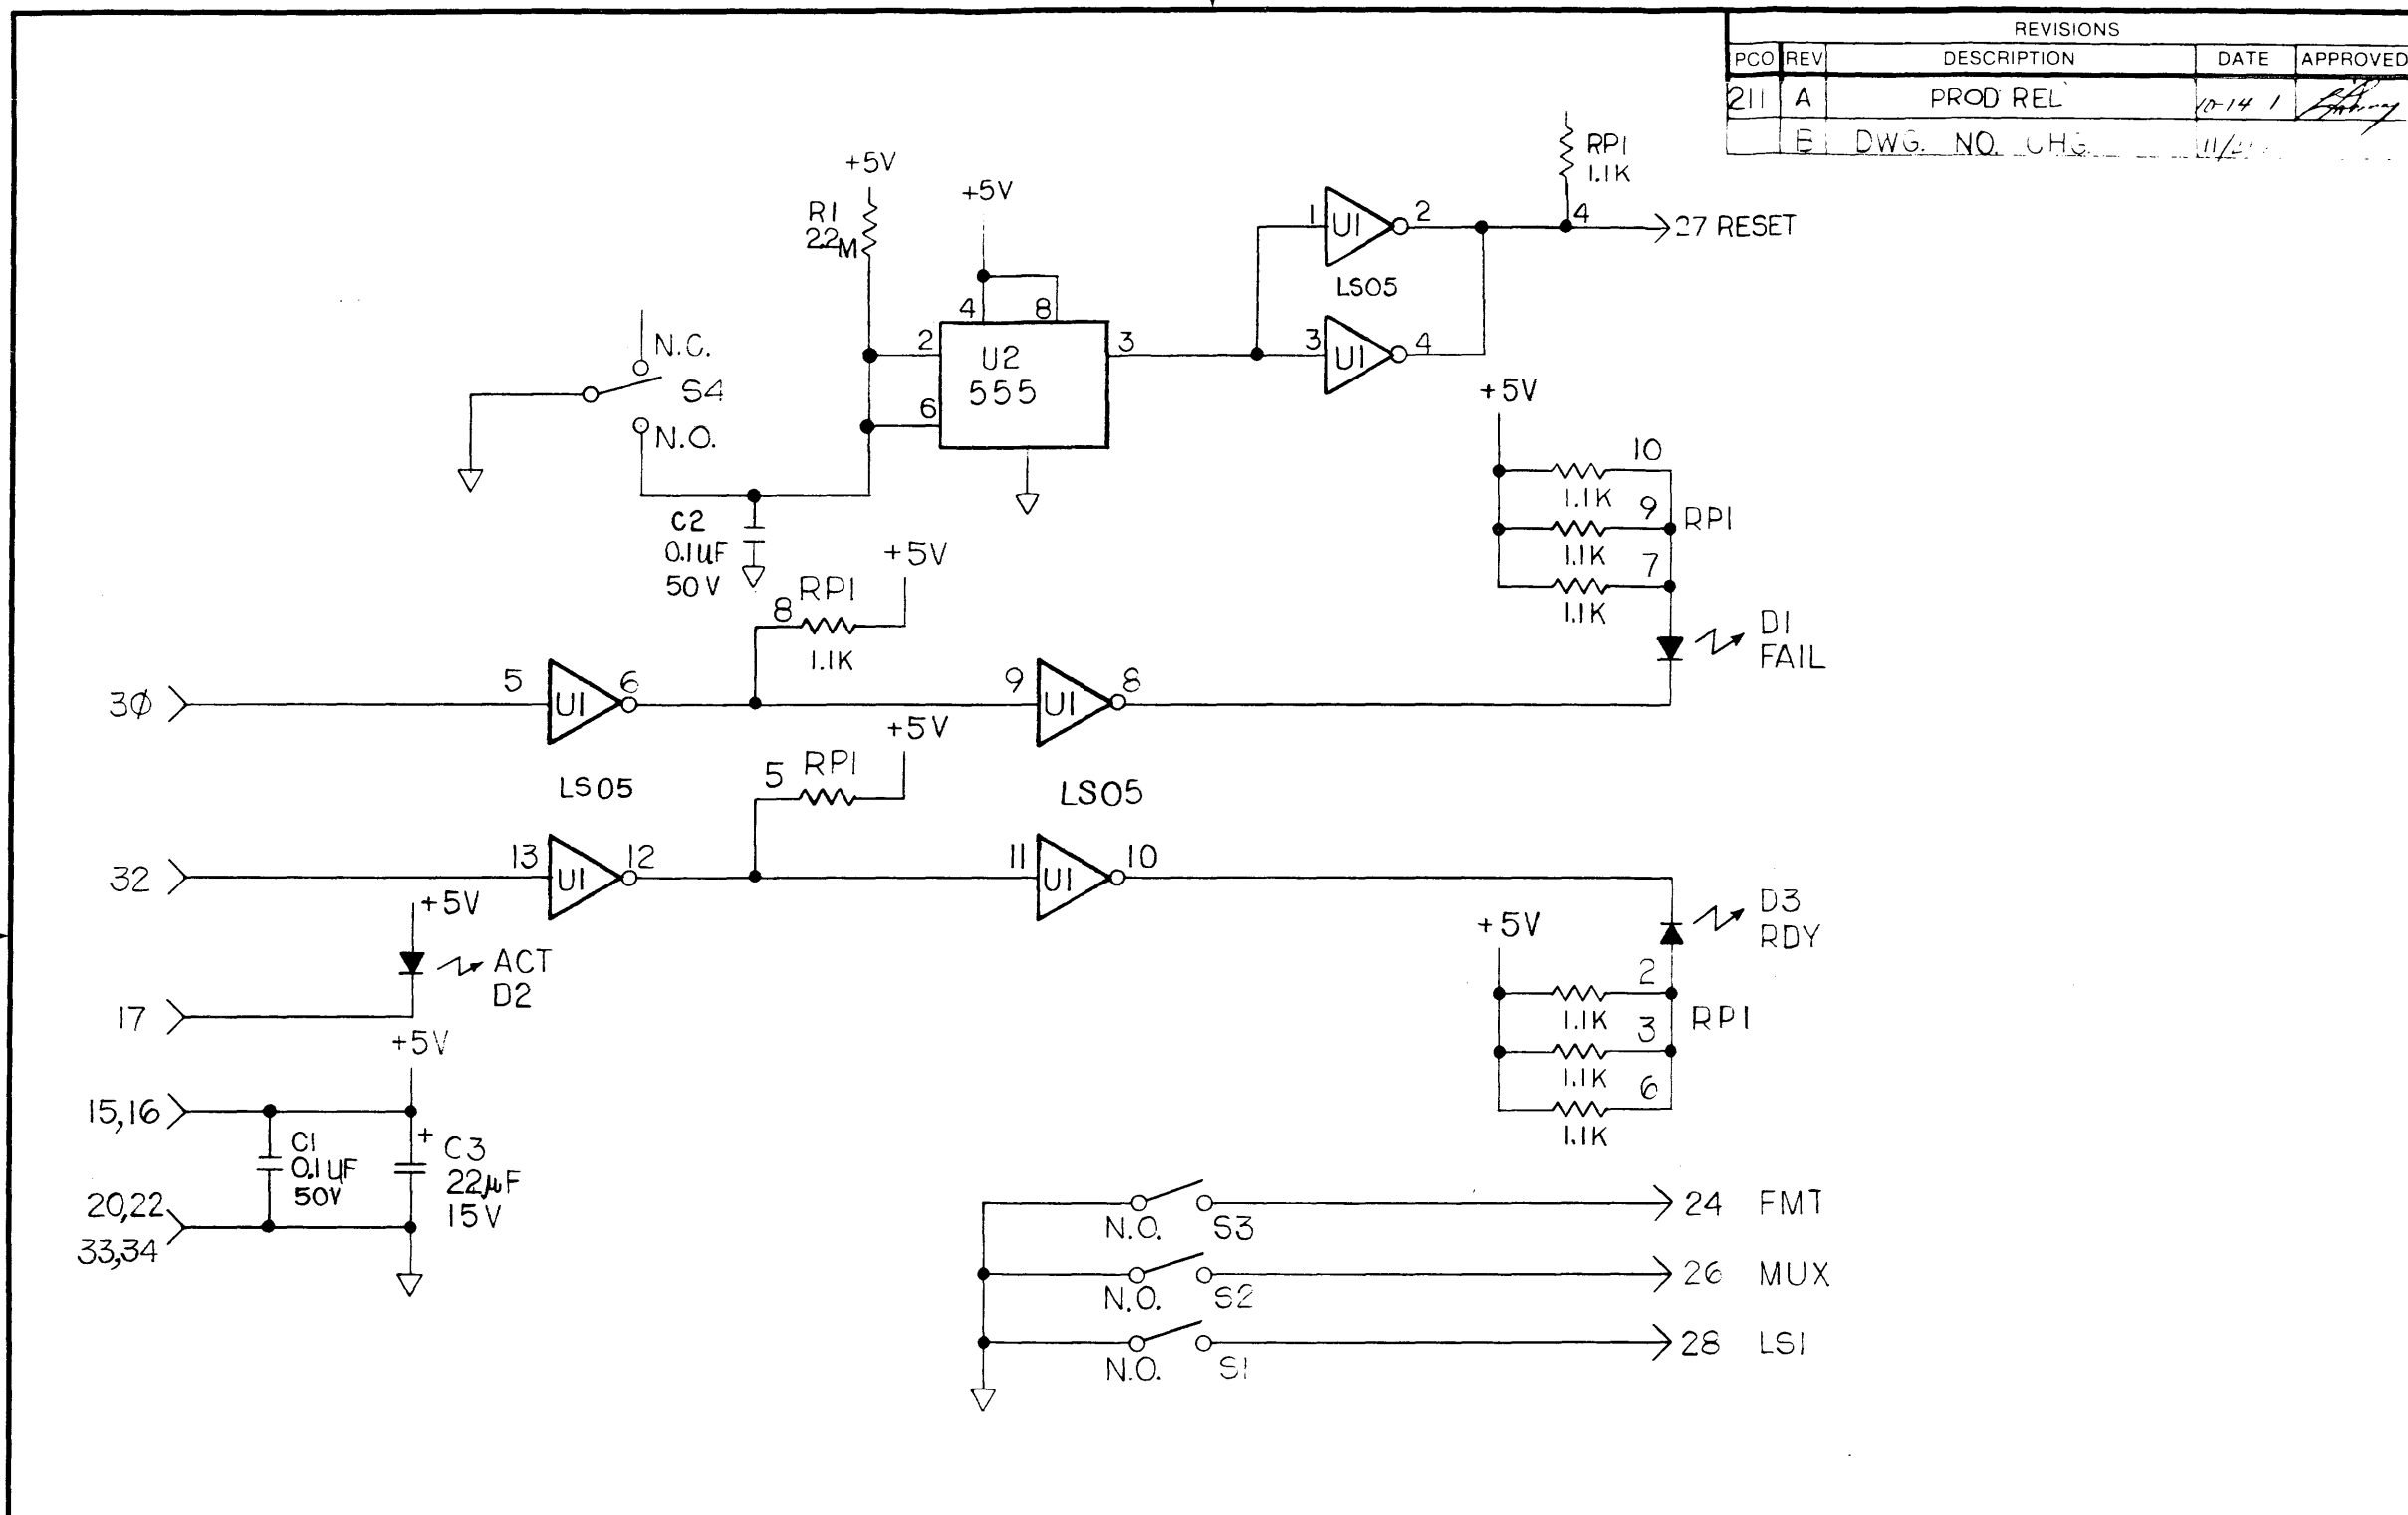 REVISIONS
PCO REV DESCRIPTION DATE APPROVED
211 A PROD REL
E DWG. NO. CHG
+5V
R1
2.2M
+5V
4 8
2
U2
555
6
3
1 U1 2
LS05
3 U1 4
RP1
1.1K
4
27 RESET
N.C.
S4
N.O.
C2
0.1UF
50V
+5V
10
1.1K
9
RP1
1.1K
7
1.1K
D1
FAIL
RP1
+5V
8
1.1K
30
5 U1 6
9 U1 8
LS05
RP1
+5V
5
LS05
32
13 U1 12
11 U1 10
D3
RDY
+5V
2
1.1K
RP1
3
1.1K
6
1.1K
+5V
ACT
D2
17
+5V
15,16
C1
0.1UF
50V
+
C3
22µF
15V
20,22
33,34
N.O. S3 24 FMT
N.O. S2 26 MUX
N.O. S1 28 LSI